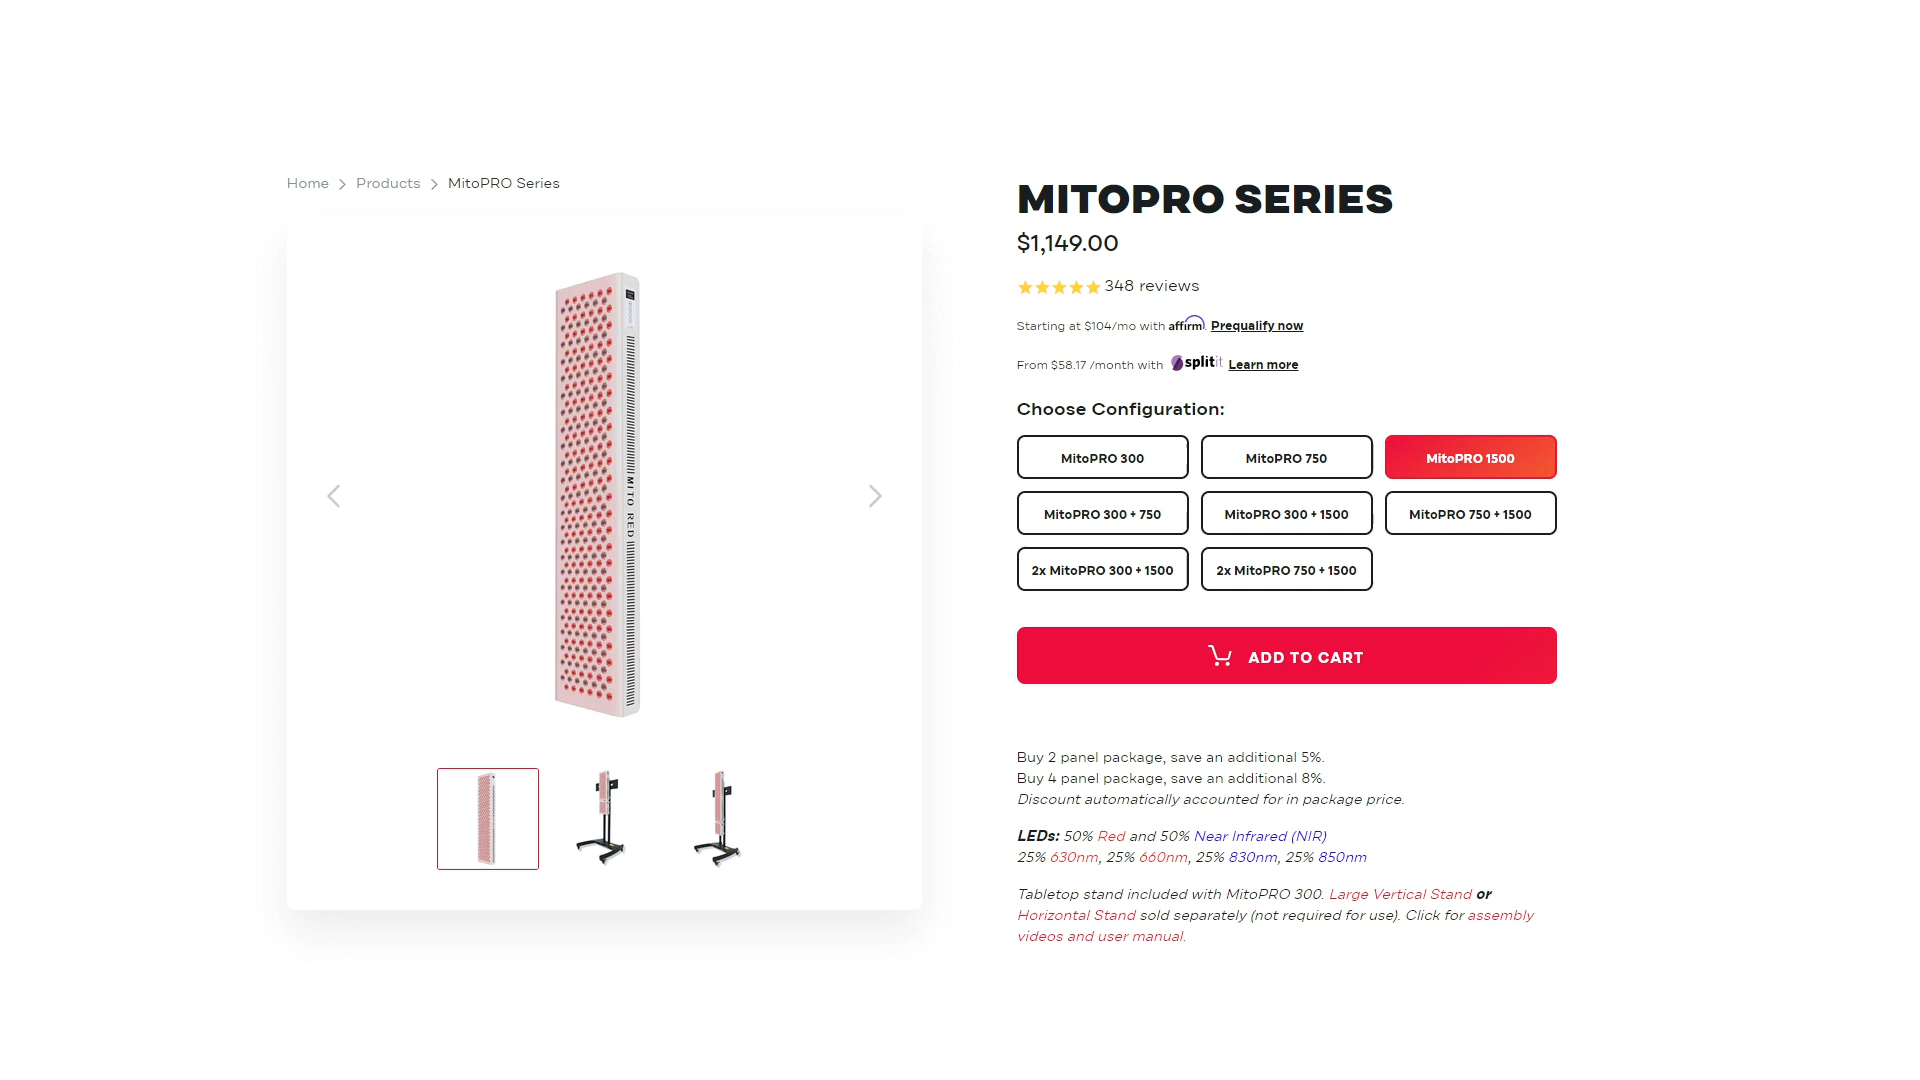 Home > Products > MitoPRO Series
MITOPRO SERIES
$1,149.00
348 reviews
Starting at $104/mo with affirm. Prequalify now
From $58.17 /month with splitit Learn more
Choose Configuration:
MitoPRO 300
MitoPRO 750
MitoPRO 1500
MitoPRO 300 + 750
MitoPRO 300 + 1500
MitoPRO 750 + 1500
2x MitoPRO 300 + 1500
2x MitoPRO 750 + 1500
ADD TO CART
Buy 2 panel package, save an additional 5%.
Buy 4 panel package, save an additional 8%.
Discount automatically accounted for in package price.
LEDs: 50% Red and 50% Near Infrared (NIR)
25% 630nm, 25% 660nm, 25% 830nm, 25% 850nm
Tabletop stand included with MitoPRO 300. Large Vertical Stand or
Horizontal Stand sold separately (not required for use). Click for assembly
videos and user manual.
MITO RED